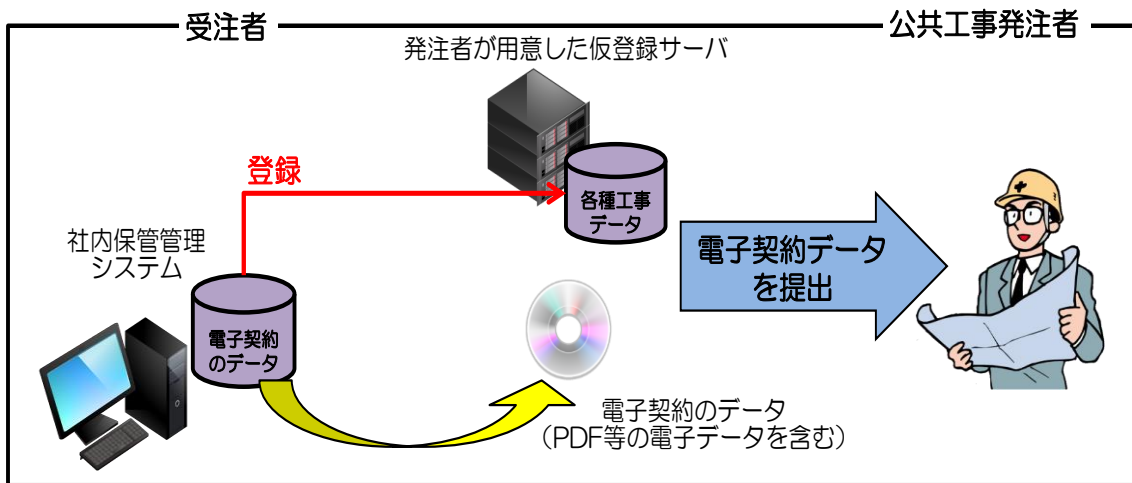 受注者
公共工事発注者
発注者が用意した仮登録サーバ
登録
各種工事
データ
社内保管管理
システム
電子契約データ
を提出
電子契約
のデータ
電子契約のデータ
（PDF等の電子データを含む）